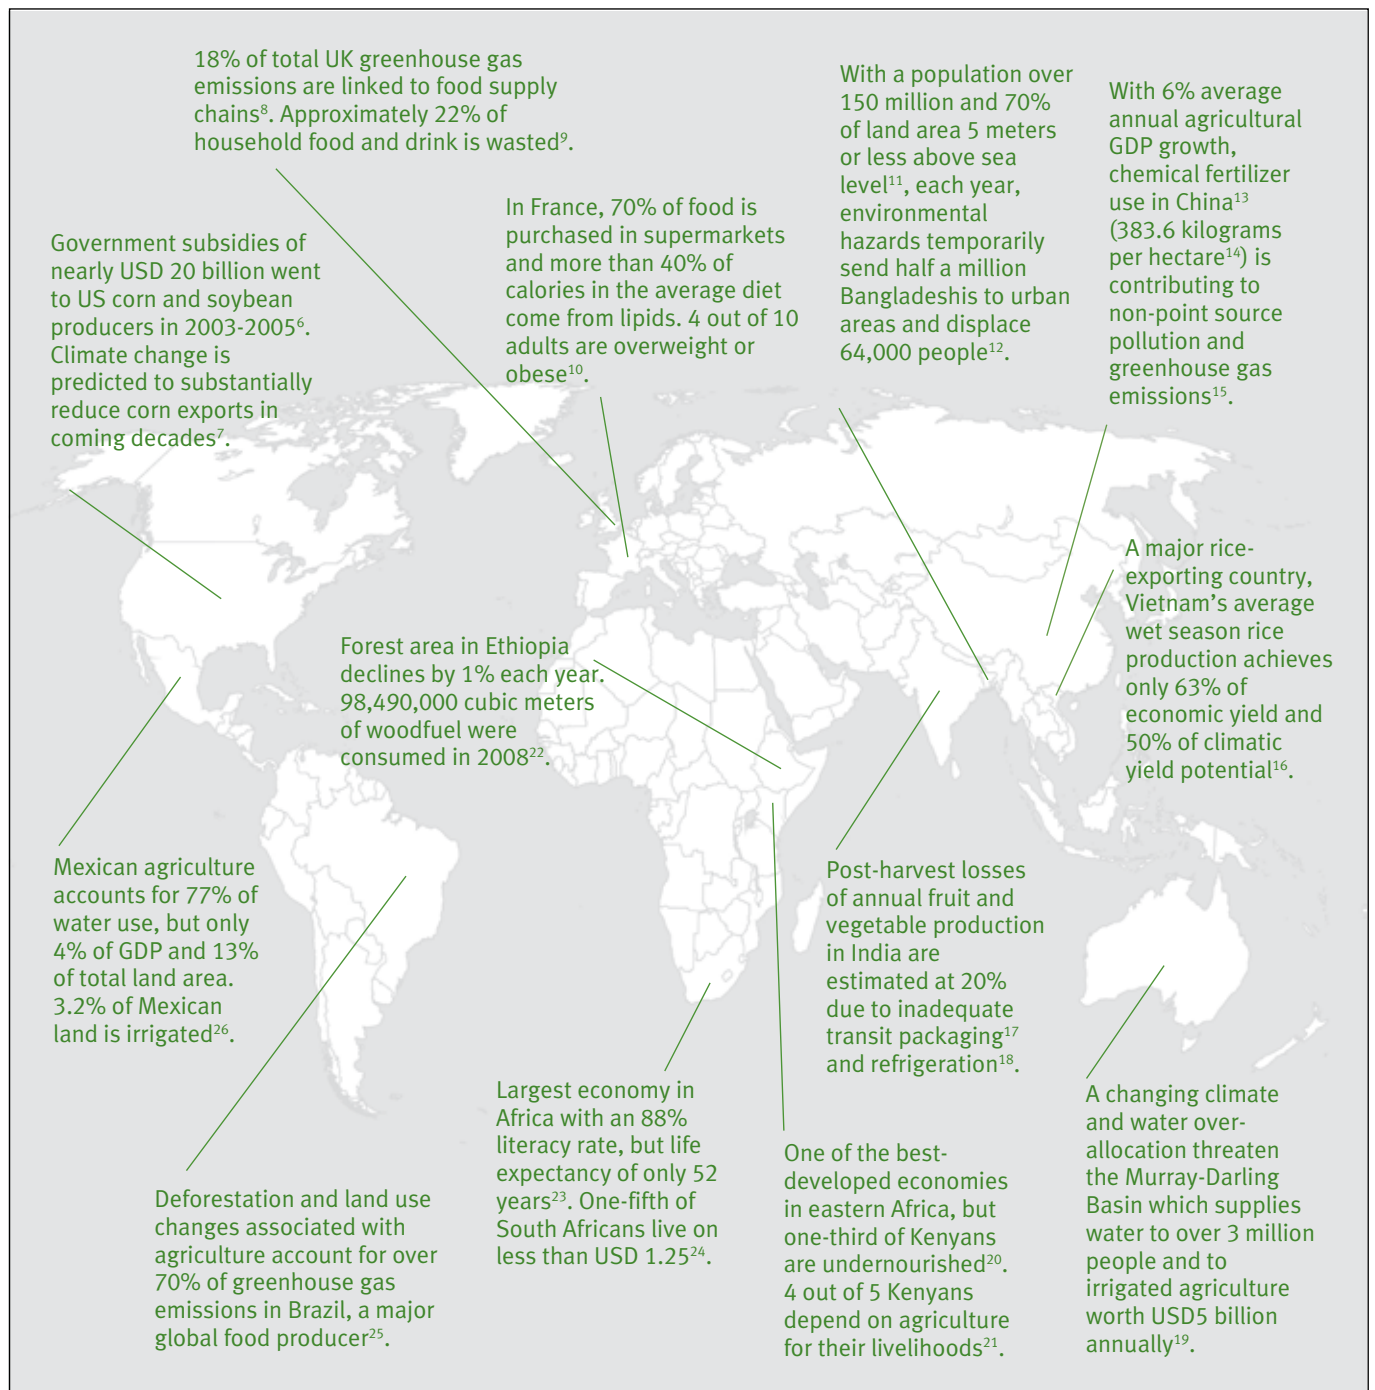 18% of total UK greenhouse gas
emissions are linked to food supply
chains⁸. Approximately 22% of
household food and drink is wasted⁹.
Government subsidies of
nearly USD 20 billion went
to US corn and soybean
producers in 2003-2005⁶.
Climate change is
predicted to substantially
reduce corn exports in
coming decades⁷.
In France, 70% of food is
purchased in supermarkets
and more than 40% of
calories in the average diet
come from lipids. 4 out of 10
adults are overweight or
obese¹⁰.
With a population over
150 million and 70%
of land area 5 meters
or less above sea
level¹¹, each year,
environmental
hazards temporarily
send half a million
Bangladeshis to urban
areas and displace
64,000 people¹².
With 6% average
annual agricultural
GDP growth,
chemical fertilizer
use in China¹³
(383.6 kilograms
per hectare¹⁴) is
contributing to
non-point source
pollution and
greenhouse gas
emissions¹⁵.
A major rice-
exporting country,
Vietnam's average
wet season rice
production achieves
only 63% of
economic yield and
50% of climatic
yield potential¹⁶.
Forest area in Ethiopia
declines by 1% each year.
98,490,000 cubic meters
of woodfuel were
consumed in 2008²².
Mexican agriculture
accounts for 77% of
water use, but only
4% of GDP and 13%
of total land area.
3.2% of Mexican
land is irrigated²⁶.
Post-harvest losses
of annual fruit and
vegetable production
in India are
estimated at 20%
due to inadequate
transit packaging¹⁷
and refrigeration¹⁸.
Largest economy in
Africa with an 88%
literacy rate, but life
expectancy of only 52
years²³. One-fifth of
South Africans live on
less than USD 1.25²⁴.
A changing climate
and water over-
allocation threaten
the Murray-Darling
Basin which supplies
water to over 3 million
people and to
irrigated agriculture
worth USD5 billion
annually¹⁹.
One of the best-
developed economies
in eastern Africa, but
one-third of Kenyans
are undernourished²⁰.
4 out of 5 Kenyans
depend on agriculture
for their livelihoods²¹.
Deforestation and land use
changes associated with
agriculture account for over
70% of greenhouse gas
emissions in Brazil, a major
global food producer²⁵.